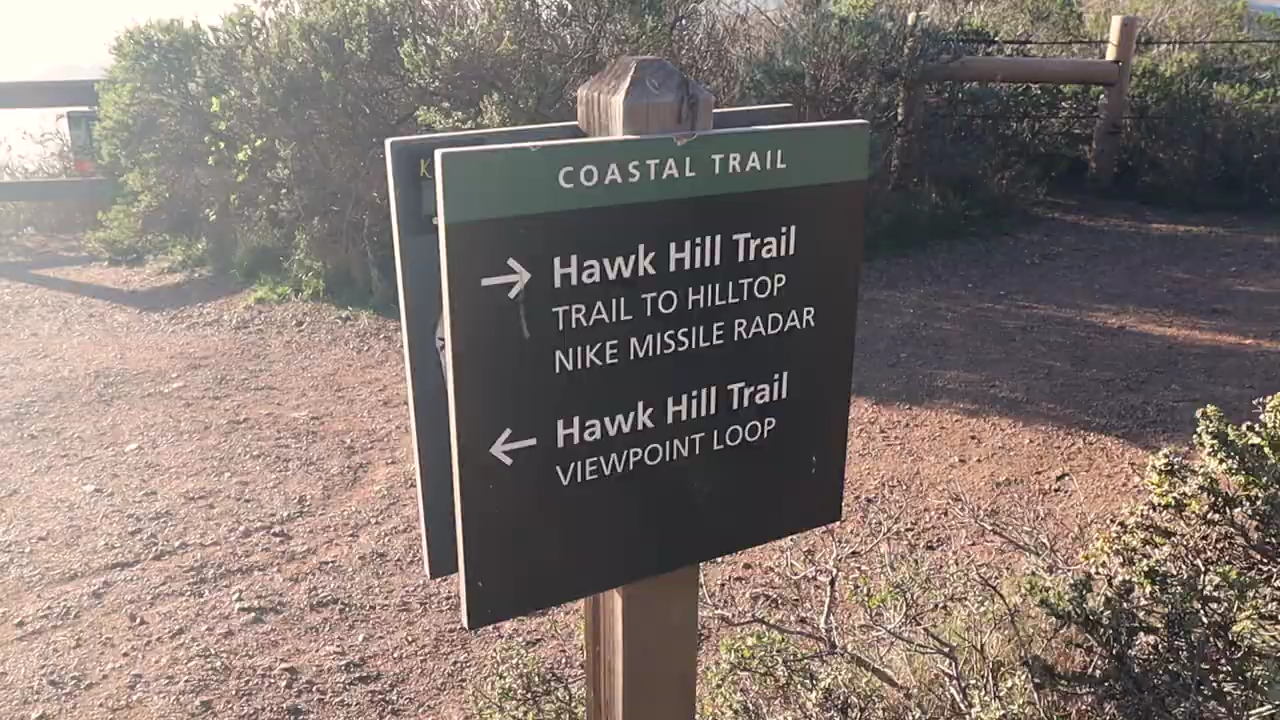 COASTAL TRAIL
→ Hawk Hill Trail
TRAIL TO HILLTOP
NIKE MISSILE RADAR
← Hawk Hill Trail
VIEWPOINT LOOP